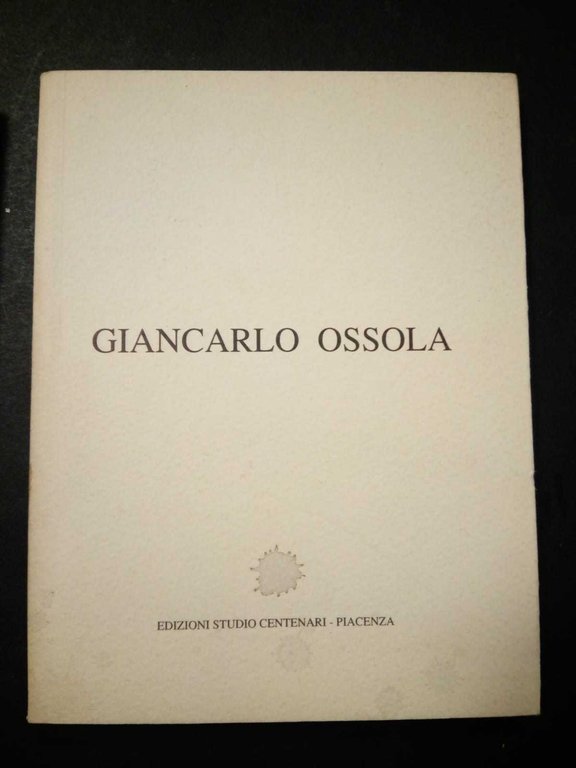 GIANCARLO OSSOLA
EDIZIONI STUDIO CENTENARI - PIACENZA